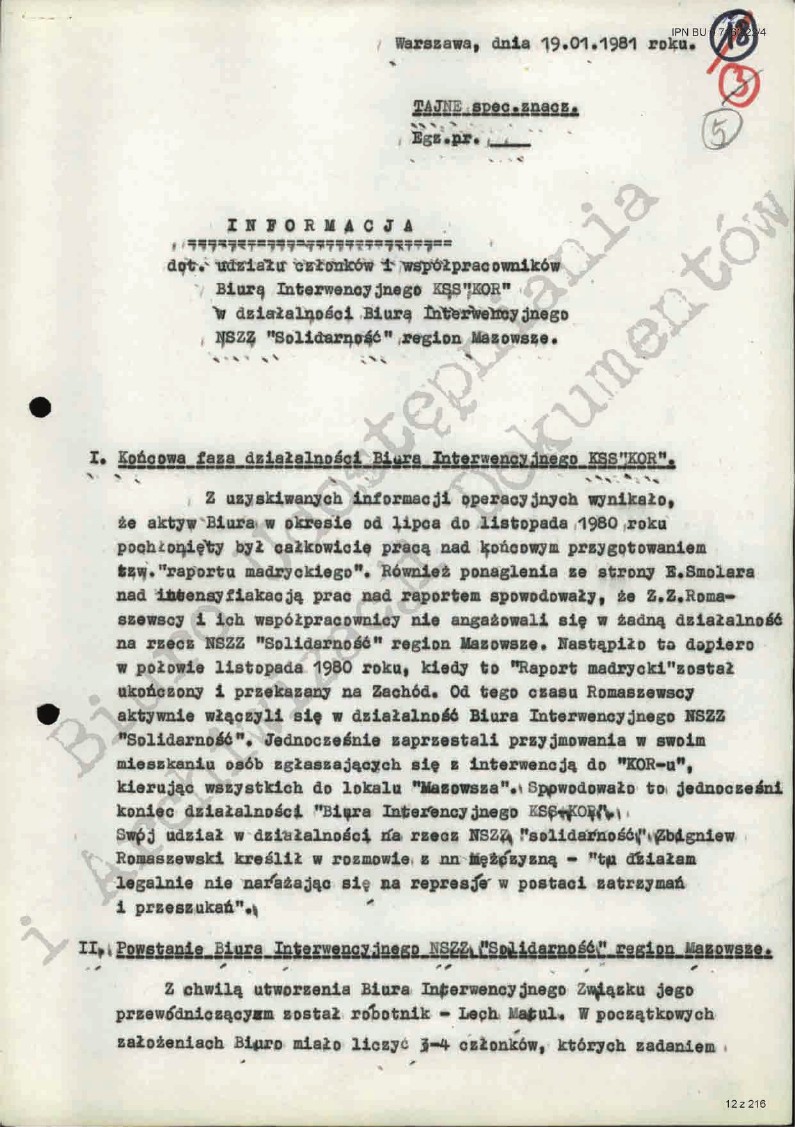 IPN BU 0
Warszawa, dnia 19.01.1981 roku.
18
3
5
TAJNE spec.znacz.
Egz.pr. ____
I N F O R M A C J A
dot. udziału członków i współpracowników
Biura Interwencyjnego KSS"KOR"
w działalności Biura Interwencyjnego
NSZZ "Solidarność" region Mazowsze.
I. Końcowa faza działalności Biura Interwencyjnego KSS"KOR".
Z uzyskiwanych informacji operacyjnych wynikało,
że aktyw Biura w okresie od lipca do listopada 1980 roku
pochłonięty był całkowicię pracą nad końcowym przygotowaniem
tzw."raportu madryckiego". Również ponaglenia ze strony E.Smolara
nad intensyfiakacją prac nad raportem spowodowały, że Z.Z.Roma-
szewscy i ich współpracownicy nie angażowali się w żadną działalność
na rzecz NSZZ "Solidarność" region Mazowsze. Nastąpiło to dopiero
w połowie listopada 1980 roku, kiedy to "Raport madrycki"został
ukończony i przekazany na Zachód. Od tego czasu Romaszewscy
aktywnie włączyli się w działalność Biura Interwencyjnego NSZZ
"Solidarność". Jednocześnie zaprzestali przyjmowania w swoim
mieszkaniu osób zgłaszających się z interwencją do "KOR-u",
kierując wszystkich do lokalu "Mazowsza". Spowodowało to jednocześni
koniec działalności "Biura Interencyjnego KSS-KOR".
Swój udział w działalności na rzecz NSZZ "solidarność" Zbigniew
Romaszewski kreślił w rozmowie z nn Mężczyzną - "tu działam
legalnie nie narażając się na represje w postaci zatrzymań
i przeszukań".
II. Powstanie Biura Interwencyjnego NSZZ "Solidarność" region Mazowsze.
Z chwilą utworzenia Biura Interwencyjnego Związku jego
przewódniczącym został robotnik - Lech Matul. W początkowych
założeniach Biuro miało liczyć 3-4 członków, których zadaniem
Biuro Udostępniania
i Archiwizacji Dokumentów
12 z 216